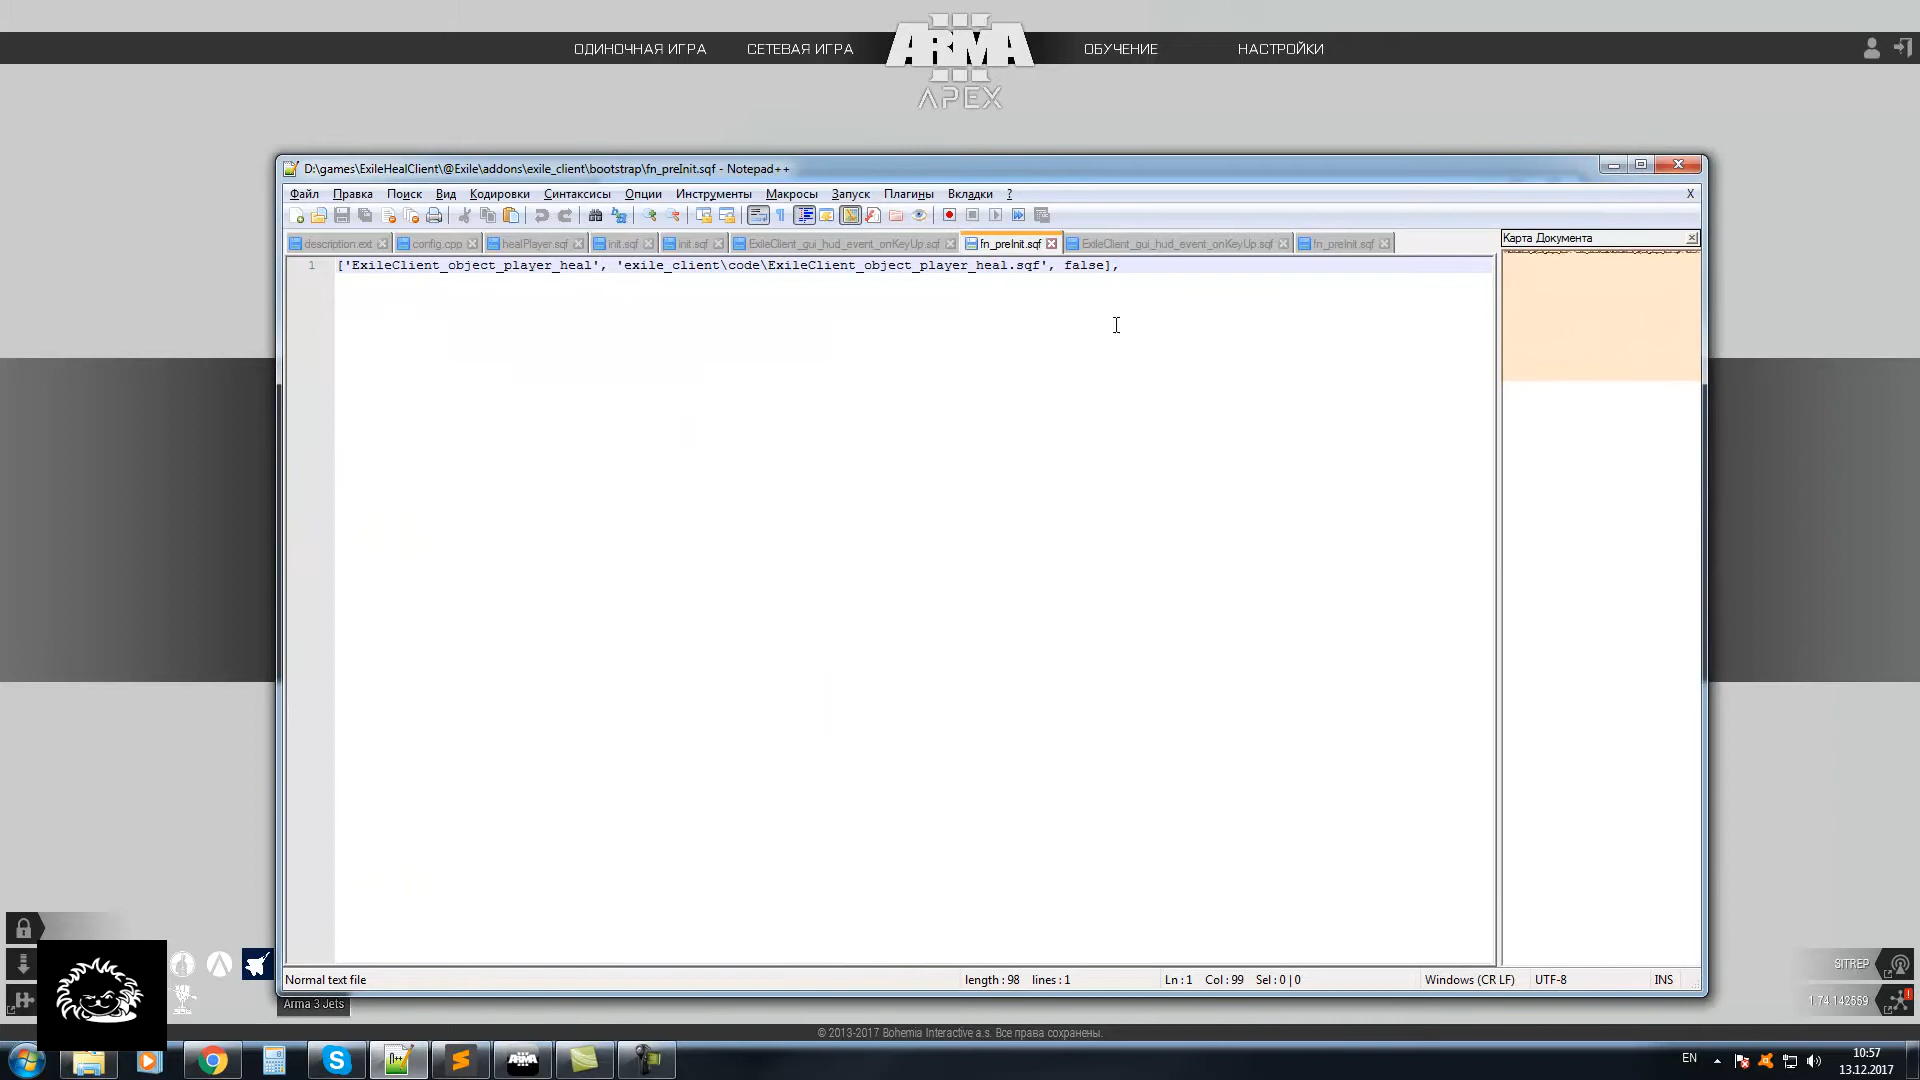 ОДИНОЧНАЯ ИГРА
СЕТЕВАЯ ИГРА
ARMA
APEX
ОБУЧЕНИЕ
НАСТРОЙКИ
D:\games\ExileHealClient\@Exile\addons\exile_client\bootstrap\fn_preInit.sqf - Notepad++
Файл Правка Поиск Вид Кодировки Синтаксисы Опции Инструменты Макросы Запуск Плагины Вкладки ? X
description.ext config.cpp healPlayer.sqf init.sqf init.sqf ExileClient_gui_hud_event_onKeyUp.sqf fn_preInit.sqf ExileClient_gui_hud_event_onKeyUp.sqf fn_preInit.sqf
Карта Документа
1 ['ExileClient_object_player_heal', 'exile_client\code\ExileClient_object_player_heal.sqf', false],
Normal text file length : 98 lines : 1 Ln : 1 Col : 99 Sel : 0 | 0 Windows (CR LF) UTF-8 INS
SITREP
1.74.142559
Arma 3 Jets
© 2013-2017 Bohemia Interactive a.s. Все права сохранены.
EN
10:57
13.12.2017